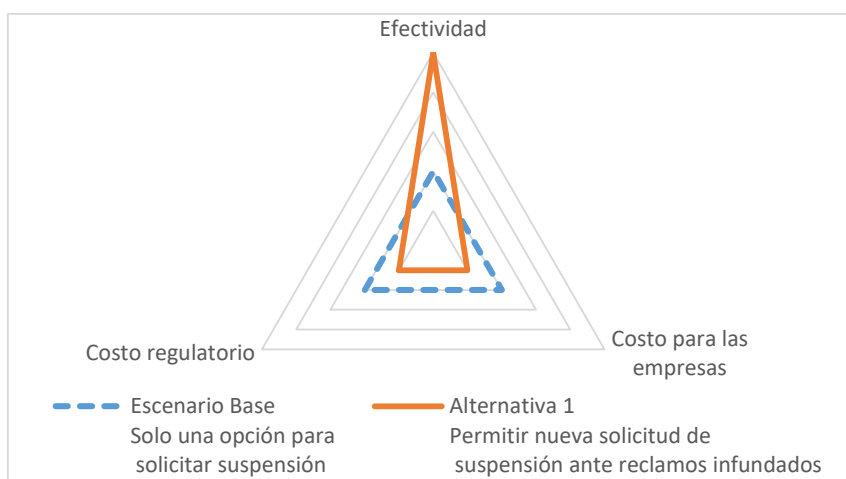 Efectividad
Costo regulatorio
Costo para las
empresas
Escenario Base
Solo una opción para
solicitar suspensión
Alternativa 1
Permitir nueva solicitud de
suspensión ante reclamos infundados